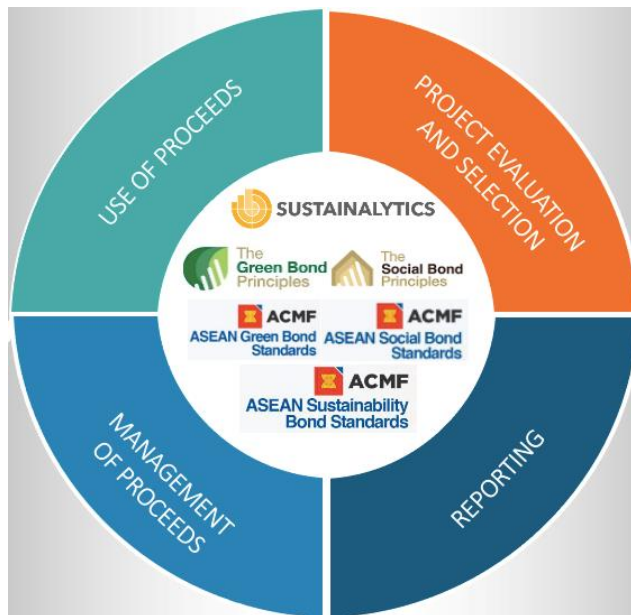 USE OF PROCEEDS
PROJECT EVALUATION
AND SELECTION
SUSTAINALYTICS
The
Green Bond
Principles
The
Social Bond
Principles
ACMF
ASEAN Green Bond
Standards
ACMF
ASEAN Social Bond
Standards
ACMF
ASEAN Sustainability
Bond Standards
MANAGEMENT
OF PROCEEDS
REPORTING